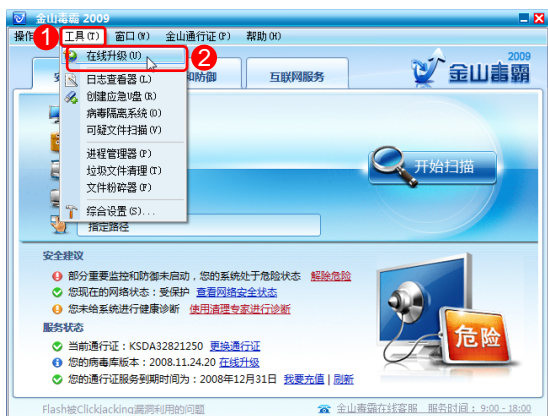 金山毒霸 2009
操作 1 工具(T) 窗口(W) 金山通行证(P) 帮助(H)
在线升级(U) 2
和防御 互联网服务
2009
金山毒霸
日志查看器(L)
创建应急U盘(R)
病毒隔离系统(O)
可疑文件扫描(V)
进程管理器(P)
垃圾文件清理(T)
文件粉碎器(F)
综合设置(S)...
指定路径
开始扫描
安全建议
部分重要监控和防御未启动，您的系统处于危险状态 解除危险
您现在的网络状态：受保护 查看网络安全状态
您未给系统进行健康诊断 使用清理专家进行诊断
服务状态
当前通行证：KSDA32821250 更换通行证
您的病毒库版本：2008.11.24.20 在线升级
您的通行证服务到期时间为：2008年12月31日 我要充值 | 刷新
危险
Flash被Clickjacking漏洞利用的问题 金山毒霸在线客服 服务时间：9:00 - 18:00